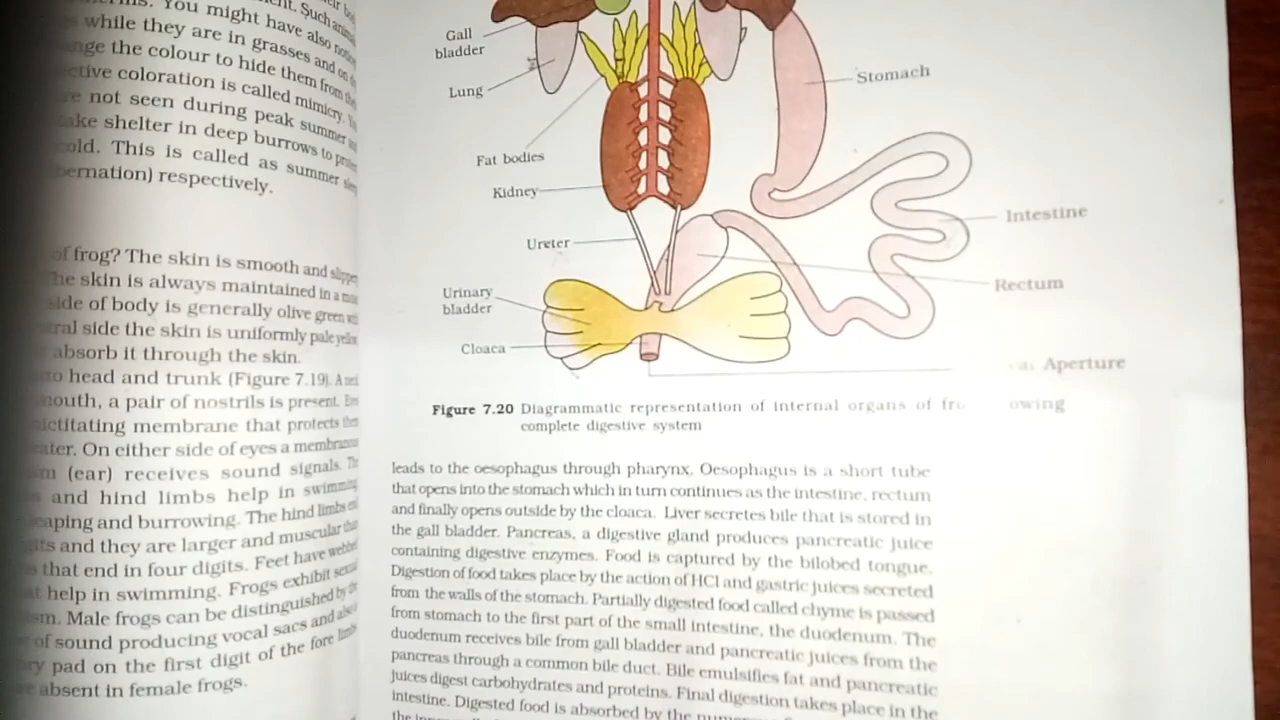 You might have also
while they are in grasses and on
the colour to hide them from the
coloration is called mimicry.
not seen during peak summer
shelter in deep burrows to
This is called as summer
respectively.
of frog? The skin is smooth and
skin is always maintained in a
side of body is generally olive green
side the skin is uniformly pale
absorb it through the skin.
to head and trunk (Figure 7.19). A
a pair of nostrils is present.
membrane that protects
On either side of eyes a
(ear) receives sound signals. The
and hind limbs help in swimming
and burrowing. The hind limbs
and they are larger and muscular
that end in four digits. Feet have
help in swimming. Frogs exhibit
Male frogs can be distinguished by the
of sound producing vocal sacs and
pad on the first digit of the fore limbs
absent in female frogs.
Gall
bladder
Lung
Stomach
Fat bodies
Kidney
Intestine
Ureter
Rectum
Urinary
bladder
Cloaca
Aperture
Figure 7.20 Diagrammatic representation of internal organs of
complete digestive system
leads to the oesophagus through pharynx. Oesophagus is a short tube
that opens into the stomach which in turn continues as the intestine, rectum
and finally opens outside by the cloaca. Liver secretes bile that is stored in
the gall bladder. Pancreas, a digestive gland produces pancreatic juice
containing digestive enzymes. Food is captured by the bilobed tongue.
Digestion of food takes place by the action of HCl and gastric juices secreted
from the walls of the stomach. Partially digested food called chyme is passed
from stomach to the first part of the small intestine, the duodenum. The
duodenum receives bile from gall bladder and pancreatic juices from the
pancreas through a common bile duct. Bile emulsifies fat and pancreatic
juices digest carbohydrates and proteins. Final digestion takes place in the
intestine. Digested food is absorbed by the